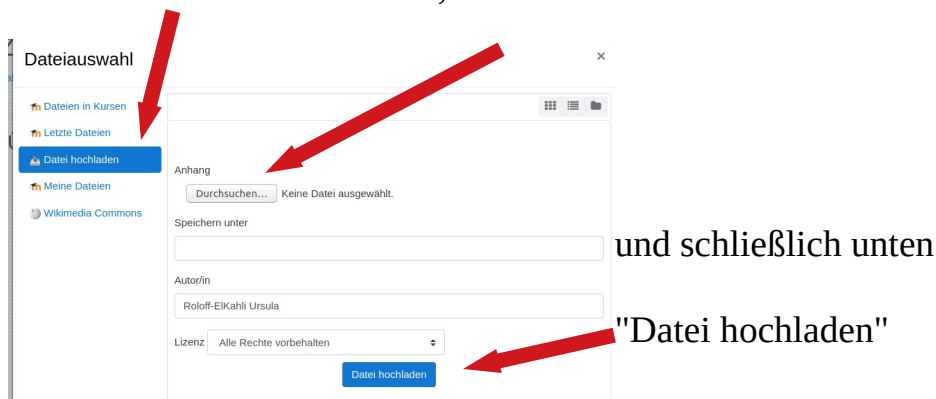 Dateiauswahl ×
Dateien in Kursen
Letzte Dateien
Datei hochladen
Meine Dateien
Wikimedia Commons
Anhang
Durchsuchen... Keine Datei ausgewählt.
Speichern unter
Autor/in
Roloff-ElKahli Ursula
Lizenz Alle Rechte vorbehalten
Datei hochladen
und schließlich unten
"Datei hochladen"